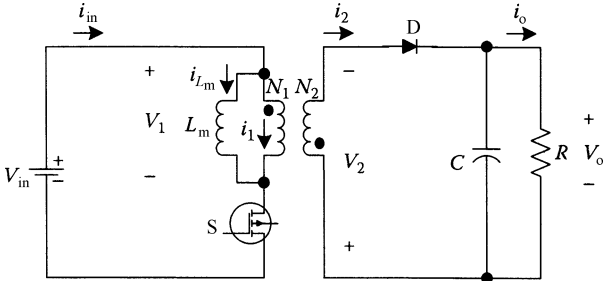 i_in
i_2
D
i_o
+
i_Lm
N_1 N_2
−
V_1
L_m
i_1
+
V_in
+
−
−
V_2
C
R
V_o
S
−
+